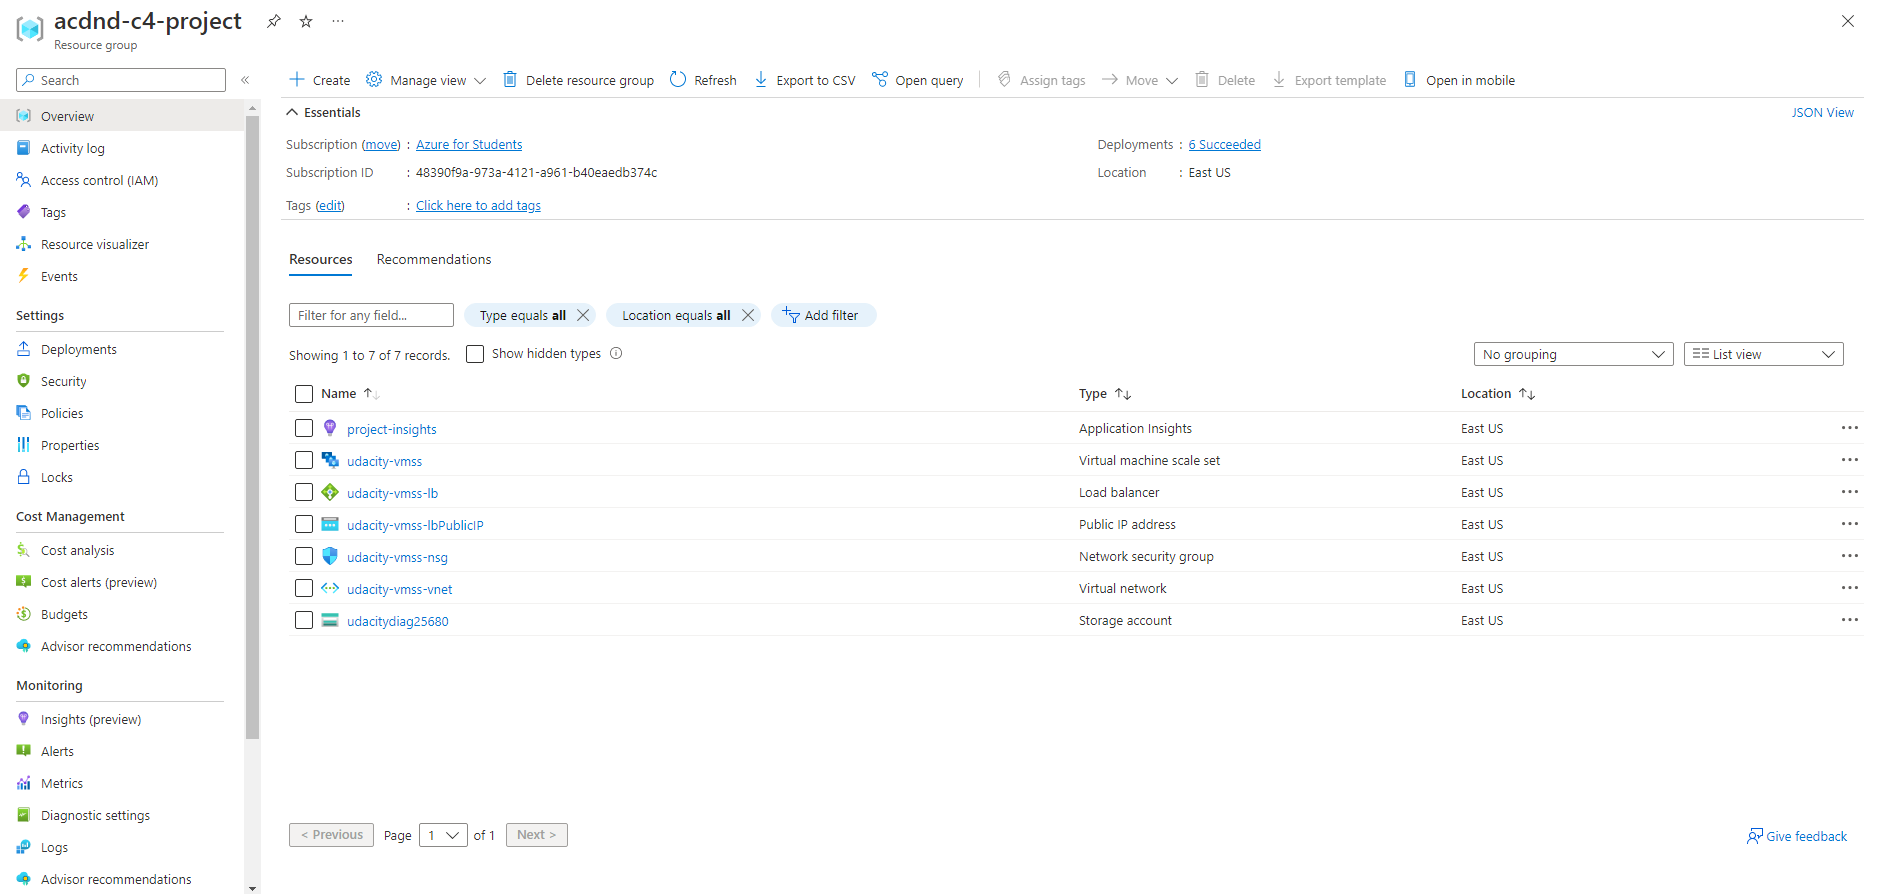 acdnd-c4-project
Resource group
Search
Create Manage view Delete resource group Refresh Export to CSV Open query Assign tags Move Delete Export template Open in mobile
Overview
Activity log
Access control (IAM)
Tags
Resource visualizer
Events
Settings
Deployments
Security
Policies
Properties
Locks
Cost Management
Cost analysis
Cost alerts (preview)
Budgets
Advisor recommendations
Monitoring
Insights (preview)
Alerts
Metrics
Diagnostic settings
Logs
Advisor recommendations
Essentials JSON View
Subscription (move) : Azure for Students Deployments : 6 Succeeded
Subscription ID : 48390f9a-973a-4121-a961-b40eaedb374c Location : East US
Tags (edit) : Click here to add tags
Resources Recommendations
Filter for any field... Type equals all Location equals all Add filter
Showing 1 to 7 of 7 records. Show hidden types No grouping List view
Name Type Location
project-insights Application Insights East US
udacity-vmss Virtual machine scale set East US
udacity-vmss-lb Load balancer East US
udacity-vmss-lbPublicIP Public IP address East US
udacity-vmss-nsg Network security group East US
udacity-vmss-vnet Virtual network East US
udacitydiag25680 Storage account East US
< Previous Page 1 of 1 Next > Give feedback